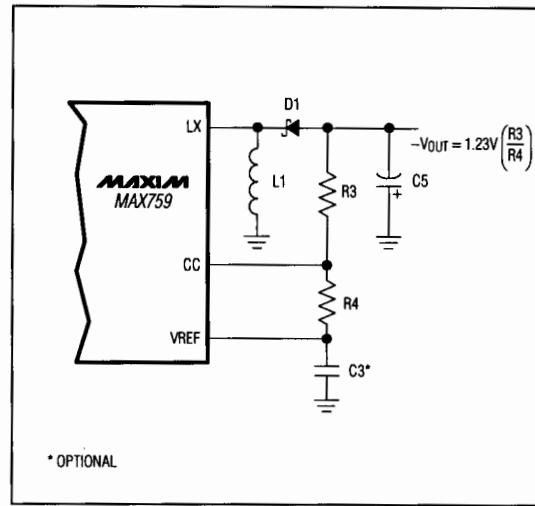 D1
LX
–VOUT = 1.23V (R3/R4)
L1
R3
C5
+
MAXIM
MAX759
CC
R4
VREF
C3*
* OPTIONAL